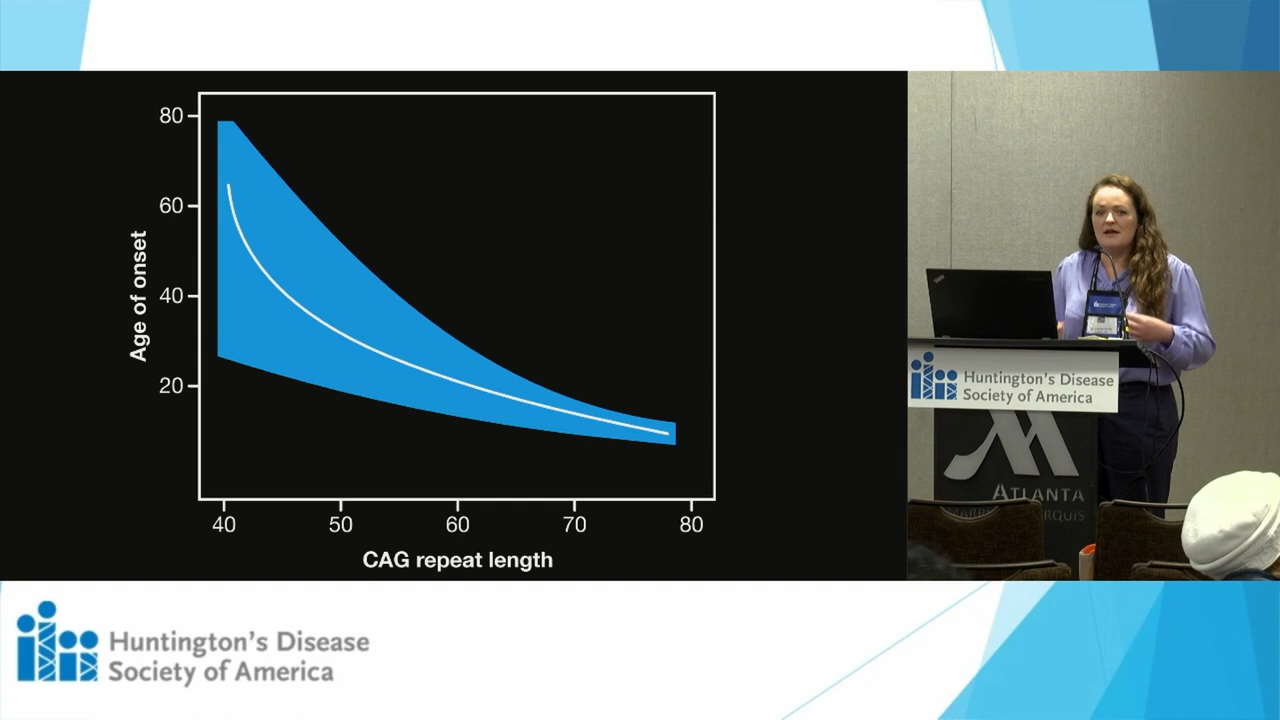 80
60
40
20
Age of onset
40 50 60 70 80
CAG repeat length
Huntington's Disease
Society of America
ATLANTA
Huntington's Disease
Society of America